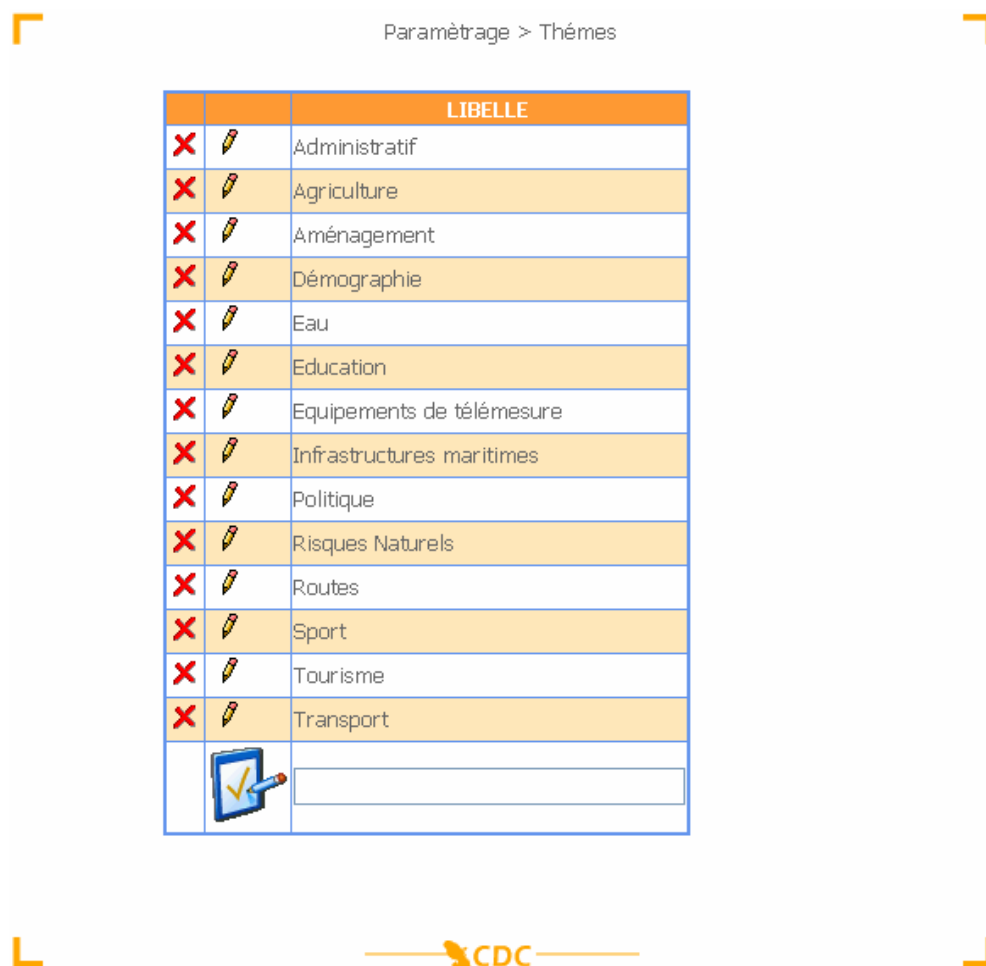 Paramètrage > Thémes
LIBELLE
Administratif
Agriculture
Aménagement
Démographie
Eau
Education
Equipements de télémesure
Infrastructures maritimes
Politique
Risques Naturels
Routes
Sport
Tourisme
Transport
CDC